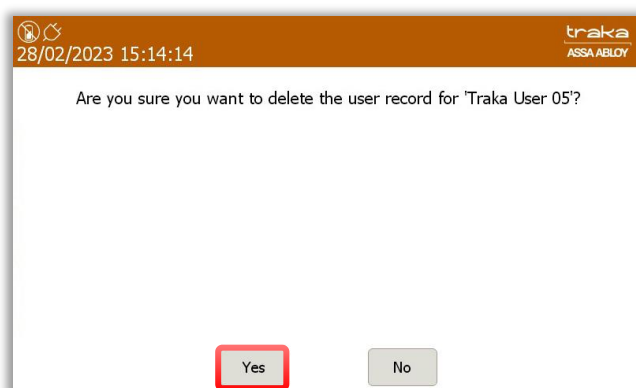 28/02/2023 15:14:14
traka
ASSA ABLOY
Are you sure you want to delete the user record for 'Traka User 05'?
Yes
No